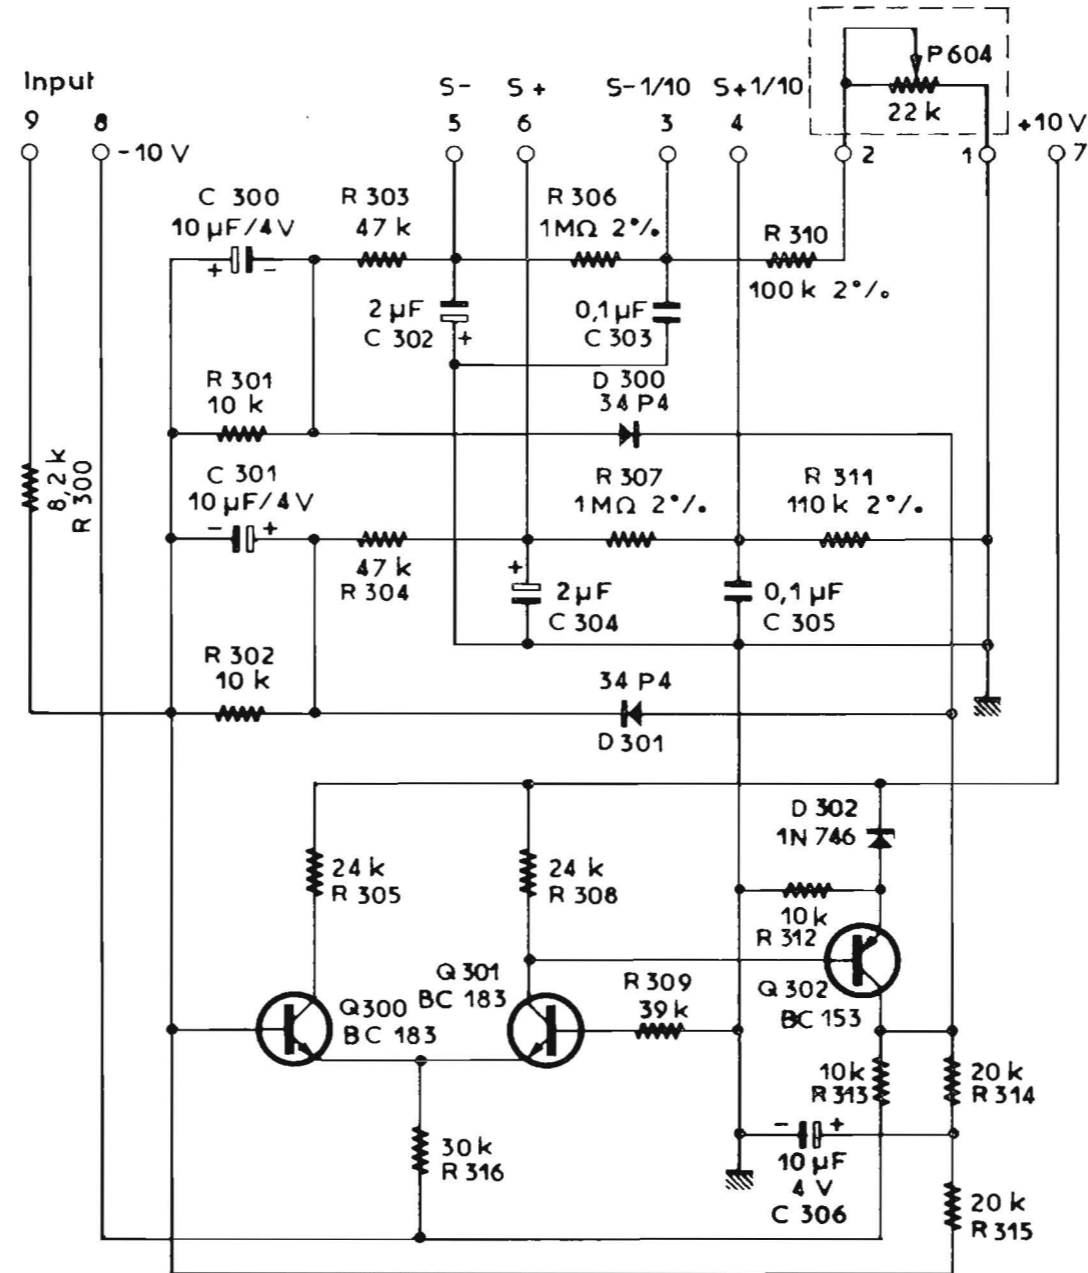 P 604
22 k
Input
S-
S +
S-1/10
S+1/10
+10 V
9
8
5
6
3
4
2
1
7
-10 V
C 300
10 µF/4V
+
-
R 303
47 k
R 306
1MΩ 2%
R 310
100 k 2%
2 µF
C 302
+
0,1 µF
C 303
R 301
10 k
D 300
34 P4
8,2 k
R 300
C 301
10 µF/4V
-
+
R 307
1MΩ 2%
R 311
110 k 2%
47 k
R 304
+
2 µF
C 304
0,1 µF
C 305
R 302
10 k
34 P4
D 301
D 302
1N 746
24 k
R 305
24 k
R 308
10 k
R 312
Q 301
BC 183
Q300
BC 183
R 309
39 k
Q 302
BC 153
10 k
R 313
20 k
R 314
30 k
R 316
-
+
10 µF
4 V
C 306
20 k
R 315